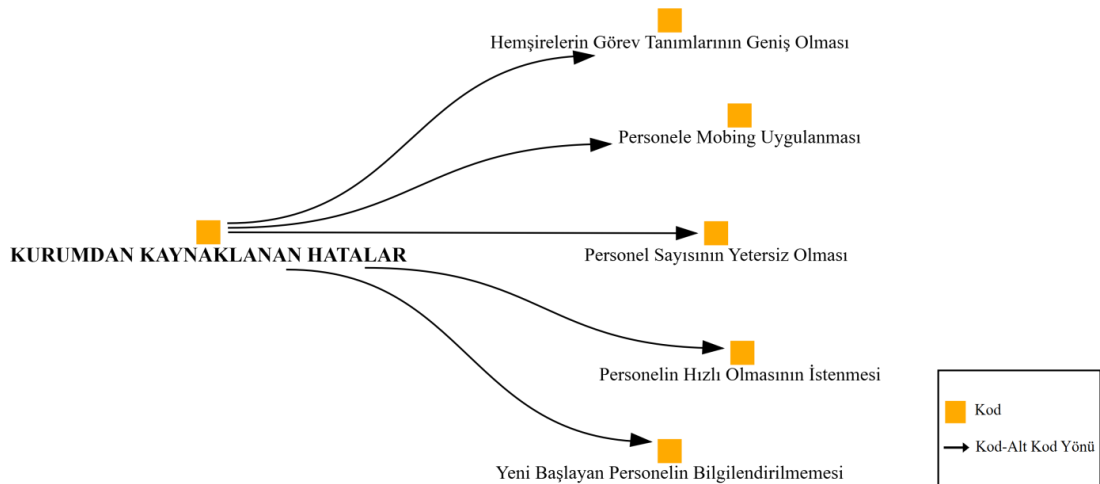 Hemşirelerin Görev Tanımlarının Geniş Olması
Personele Mobing Uygulanması
KURUMDAN KAYNAKLANAN HATALAR
Personel Sayısının Yetersiz Olması
Personelin Hızlı Olmasının İstenmesi
Yeni Başlayan Personelin Bilgilendirilmemesi
Kod
Kod-Alt Kod Yönü